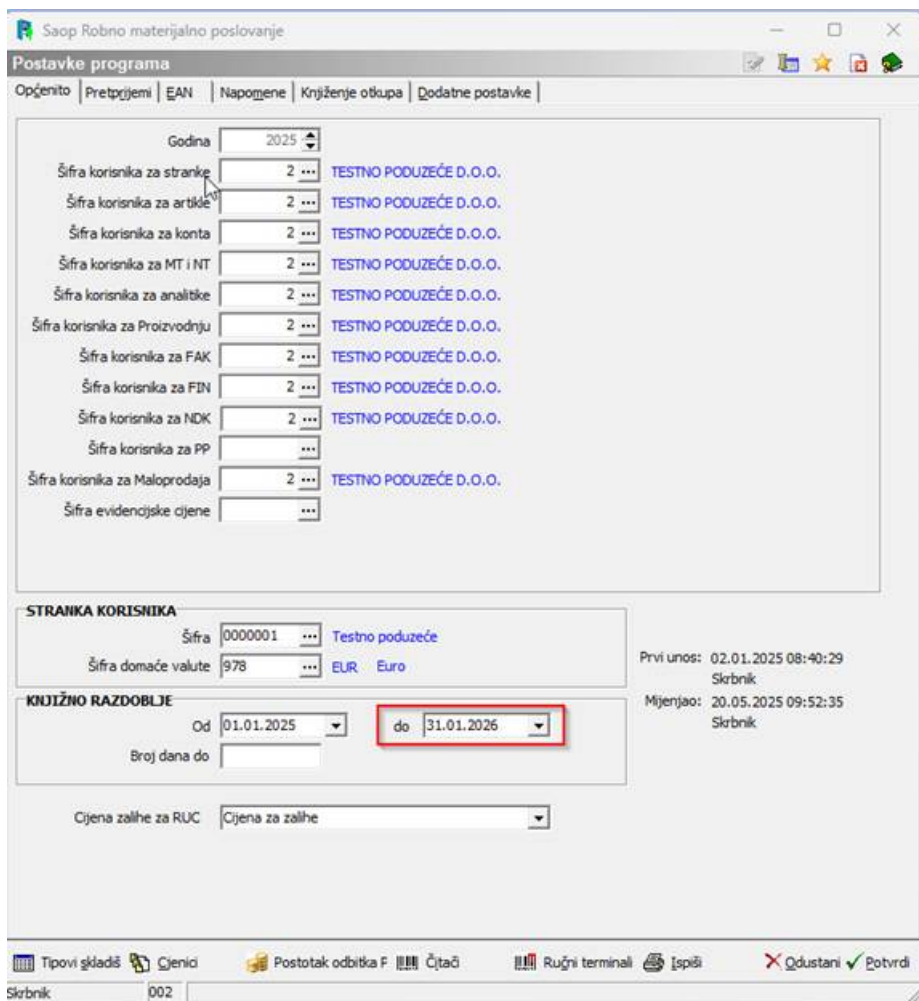 Saop Robno materijalno poslovanje
Postavke programa
Općenito Pretprijemi EAN Napomene Knjiženje otkupa Dodatne postavke
Godina 2025
Šifra korisnika za stranke 2 ... TESTNO PODUZEĆE D.O.O.
Šifra korisnika za artikle 2 ... TESTNO PODUZEĆE D.O.O.
Šifra korisnika za konta 2 ... TESTNO PODUZEĆE D.O.O.
Šifra korisnika za MT i NT 2 ... TESTNO PODUZEĆE D.O.O.
Šifra korisnika za analitike 2 ... TESTNO PODUZEĆE D.O.O.
Šifra korisnika za Proizvodnju 2 ... TESTNO PODUZEĆE D.O.O.
Šifra korisnika za FAK 2 ... TESTNO PODUZEĆE D.O.O.
Šifra korisnika za FIN 2 ... TESTNO PODUZEĆE D.O.O.
Šifra korisnika za NDK 2 ... TESTNO PODUZEĆE D.O.O.
Šifra korisnika za PP ...
Šifra korisnika za Maloprodaja 2 ... TESTNO PODUZEĆE D.O.O.
Šifra evidencijske cijene ...
STRANKA KORISNIKA
Šifra 0000001 ... Testno poduzeće
Šifra domaće valute 978 ... EUR Euro
Prvi unos: 02.01.2025 08:40:29
Skrbnik
Mijenjao: 20.05.2025 09:52:35
Skrbnik
KNJIŽNO RAZDOBLJE
Od 01.01.2025 do 31.01.2026
Broj dana do
Cijena zalihe za RUC Cijena za zalihe
Tipovi skladiš Cjenici Postotak odbitka P Čitači Ručni terminali Ispiši Odustani Potvrdi
Skrbnik 002